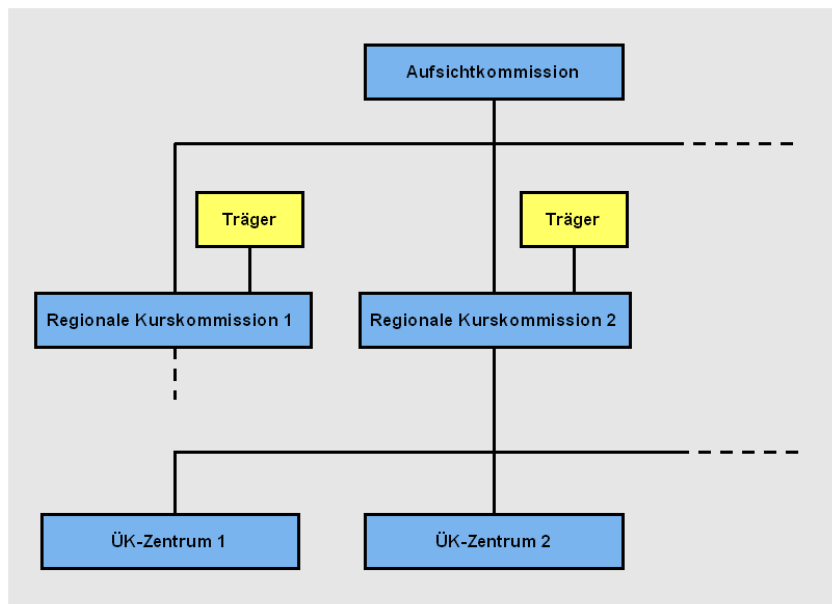 Aufsichtkommission
Träger
Träger
Regionale Kurskommission 1
Regionale Kurskommission 2
ÜK-Zentrum 1
ÜK-Zentrum 2